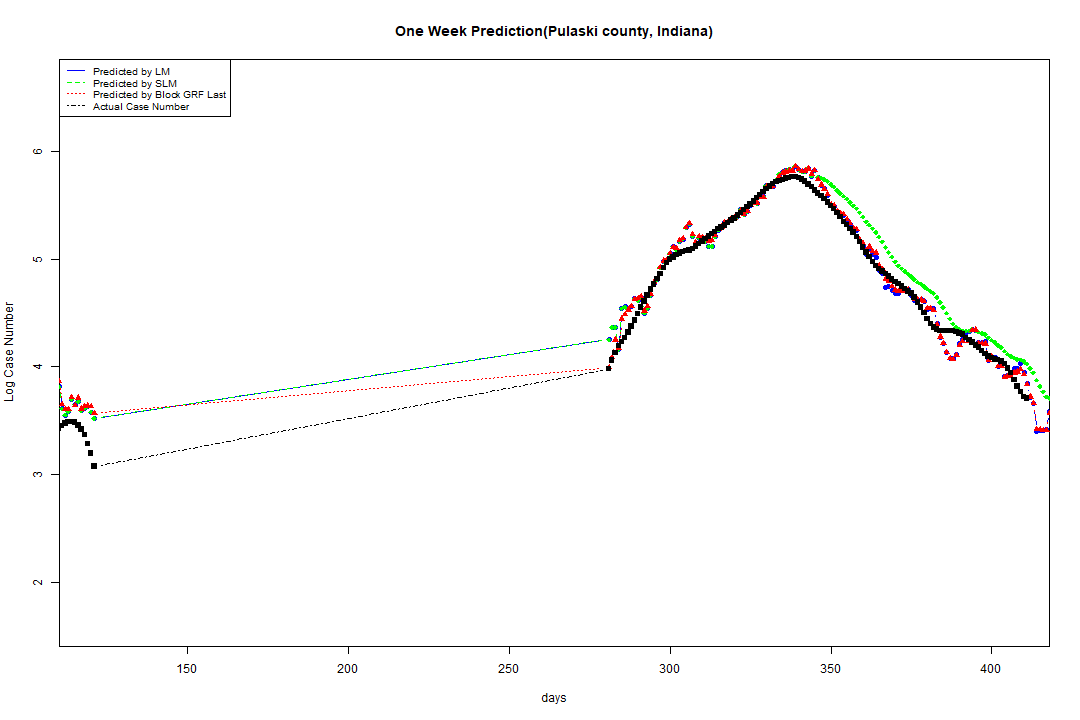 One Week Prediction(Pulaski county, Indiana)
Predicted by LM
Predicted by SLM
Predicted by Block GRF Last
Actual Case Number
Log Case Number
6
5
4
3
2
150 200 250 300 350 400
days